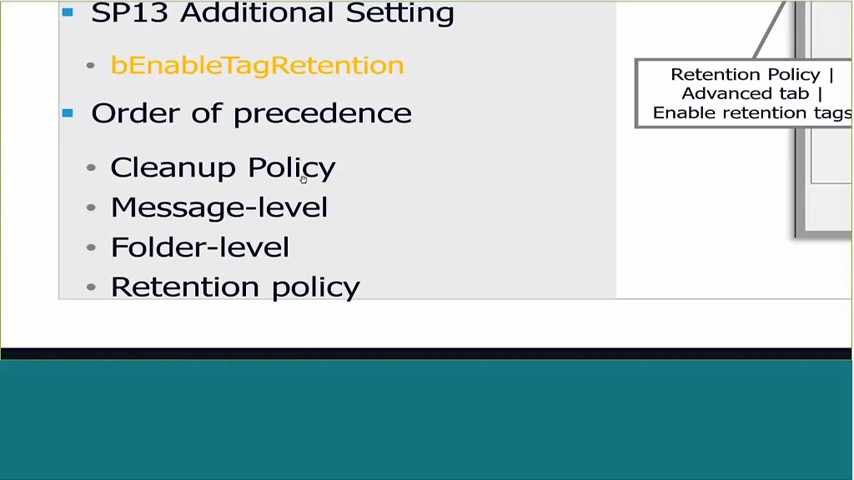 SP13 Additional Setting
bEnableTagRetention
Order of precedence
Cleanup Policy
Message-level
Folder-level
Retention policy
Retention Policy |
Advanced tab |
Enable retention tags